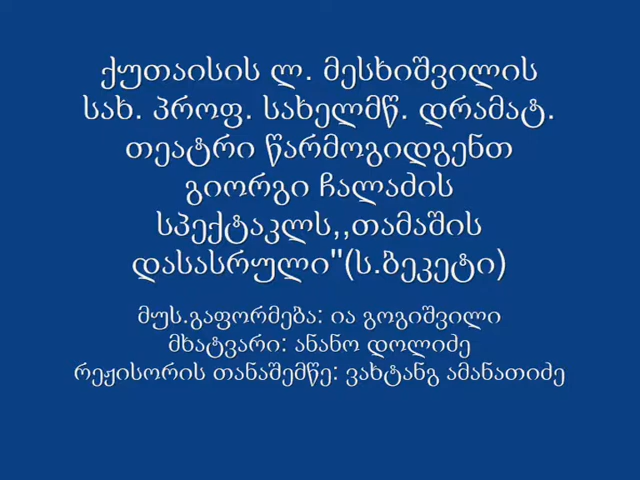 ქუთაისის ლ. მესხიშვილის
სახ. პროფ. სახელმწ. დრამატ.
თეატრი წარმოგიდგენთ
გიორგი ჩალაძის
სპექტაკლს,,თამაშის
დასასრული"(ს.ბეკეტი)
მუს.გაფორმება: ია გოგიშვილი
მხატვარი: ანანო დოლიძე
რეჟისორის თანაშემწე: ვახტანგ ამანათიძე